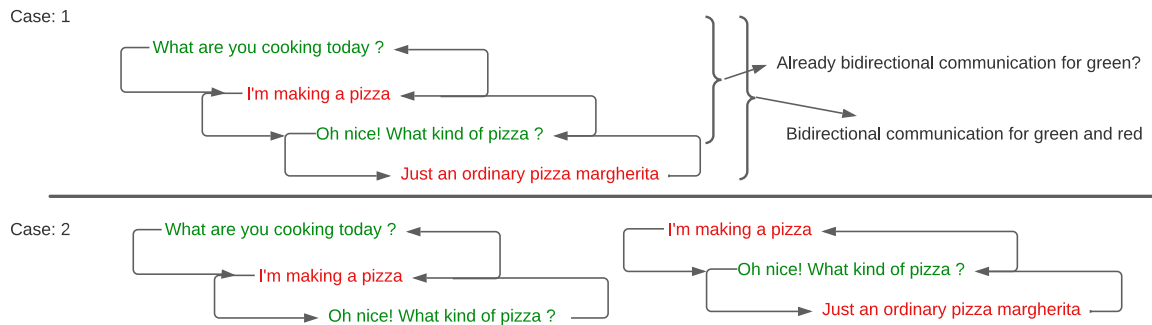 Case: 1
What are you cooking today ?
I'm making a pizza
Oh nice! What kind of pizza ?
Just an ordinary pizza margherita
Already bidirectional communication for green?
Bidirectional communication for green and red
Case: 2
What are you cooking today ?
I'm making a pizza
Oh nice! What kind of pizza ?
I'm making a pizza
Oh nice! What kind of pizza ?
Just an ordinary pizza margherita